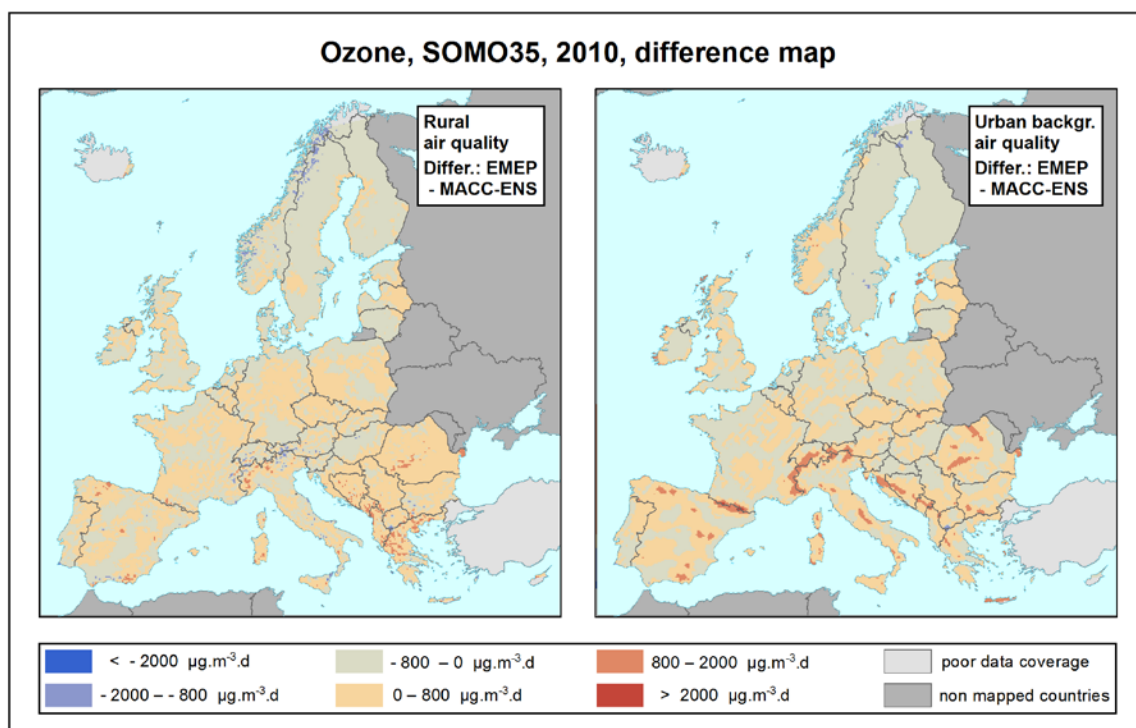 Ozone, SOMO35, 2010, difference map
Rural
air quality
Differ.: EMEP
- MACC-ENS
Urban backgr.
air quality
Differ.: EMEP
- MACC-ENS
< - 2000 µg.m⁻³.d
- 800 – 0 µg.m⁻³.d
800 – 2000 µg.m⁻³.d
poor data coverage
- 2000 – - 800 µg.m⁻³.d
0 – 800 µg.m⁻³.d
> 2000 µg.m⁻³.d
non mapped countries